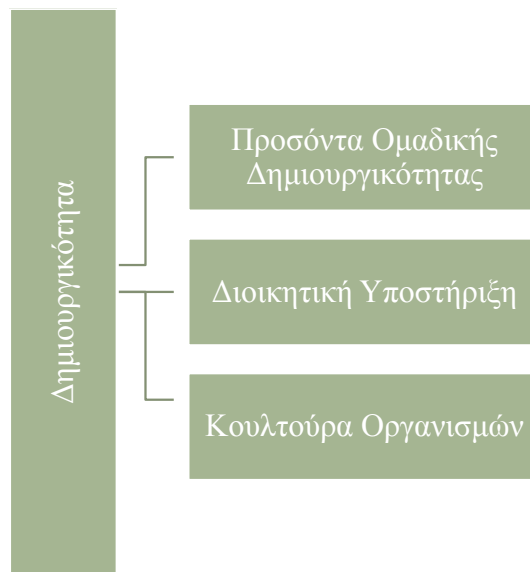 Δημιουργικότητα
Προσόντα Ομαδικής
Δημιουργικότητας
Διοικητική Υποστήριξη
Κουλτούρα Οργανισμών